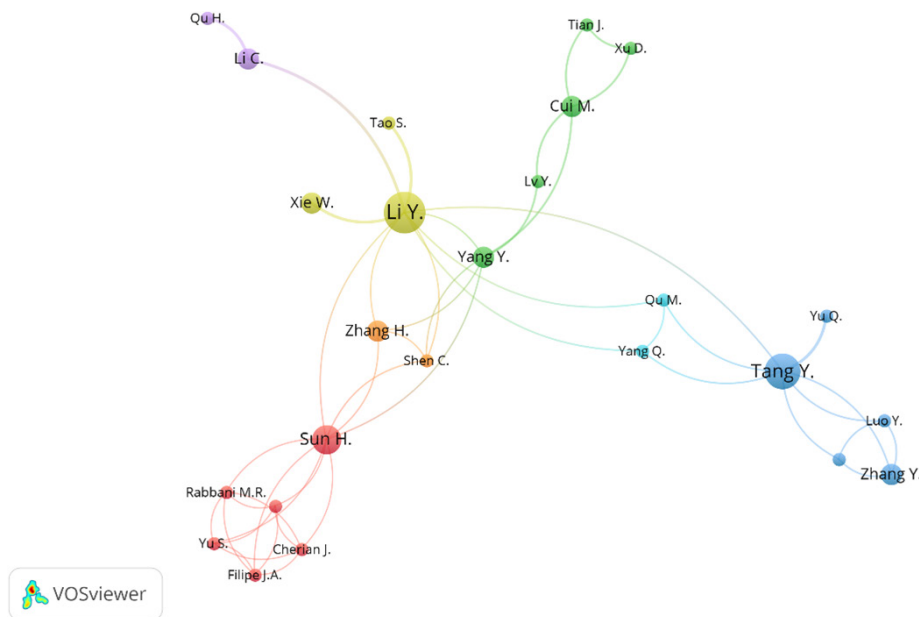 Qu H.
Li C.
Tian J.
Xu D.
Cui M.
Tao S.
Lv Y.
Xie W.
Li Y.
Yang Y.
Qu M.
Yu Q.
Zhang H.
Shen C.
Yang Q.
Tang Y.
Luo Y.
Sun H.
Zhang Y.
Rabbani M.R.
Yu S.
Cherian J.
Filipe J.A.
VOSviewer